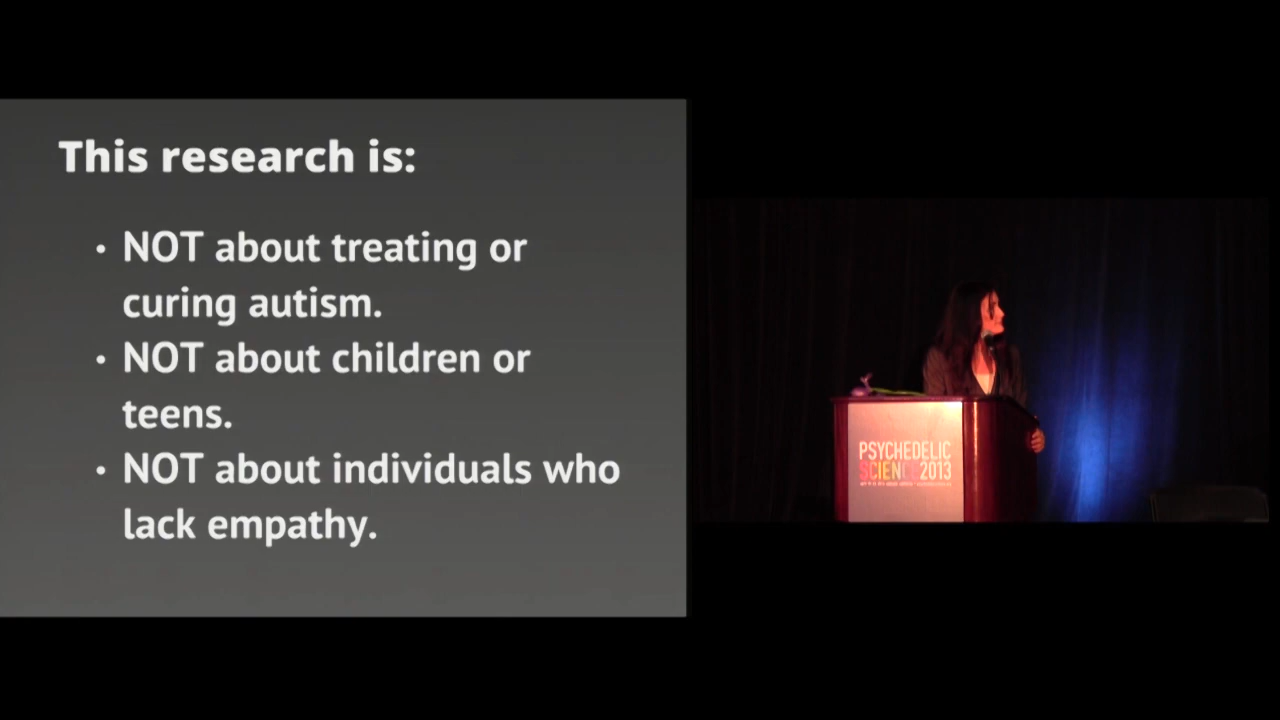 This research is:
• NOT about treating or
curing autism.
• NOT about children or
teens.
• NOT about individuals who
lack empathy.
PSYCHEDELIC
SCIENCE 2013